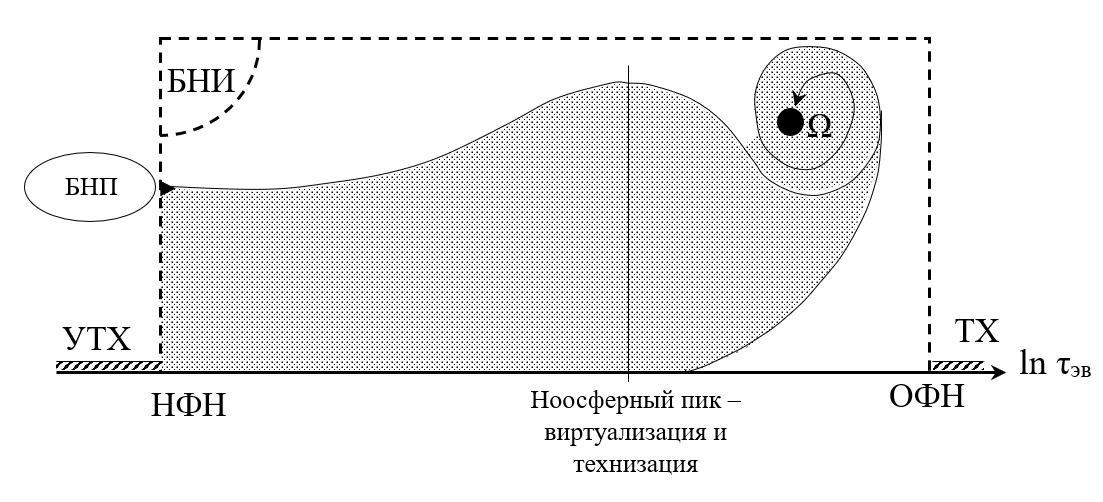 БНИ
Ω
БНП
УТХ
ТХ
ln τэв
НФН
ОФН
Ноосферный пик –
виртуализация и
технизация